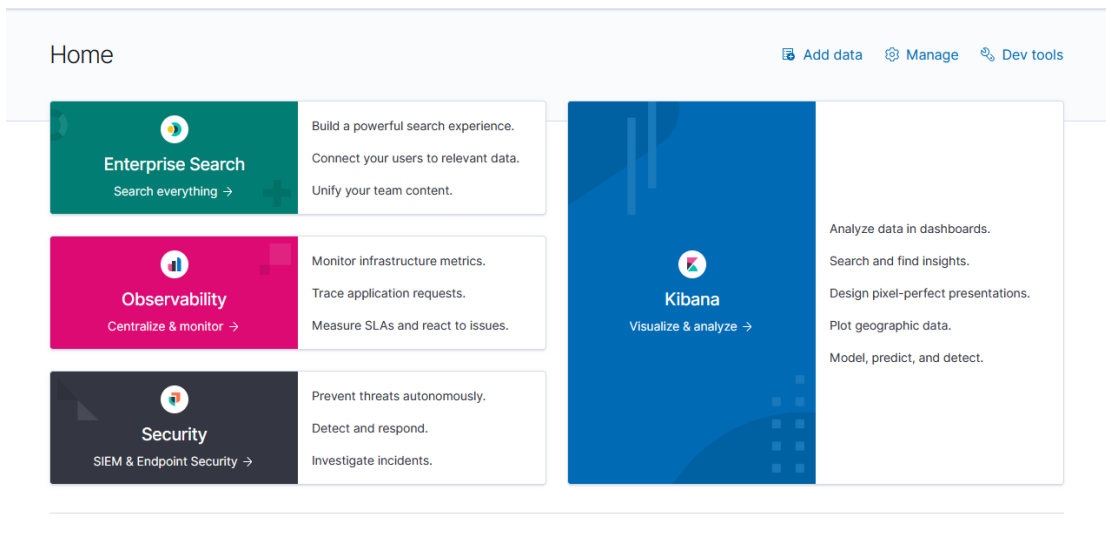 Home
Add data
Manage
Dev tools
Enterprise Search
Search everything →
Build a powerful search experience.
Connect your users to relevant data.
Unify your team content.
Observability
Centralize & monitor →
Monitor infrastructure metrics.
Trace application requests.
Measure SLAs and react to issues.
Security
SIEM & Endpoint Security →
Prevent threats autonomously.
Detect and respond.
Investigate incidents.
Kibana
Visualize & analyze →
Analyze data in dashboards.
Search and find insights.
Design pixel-perfect presentations.
Plot geographic data.
Model, predict, and detect.